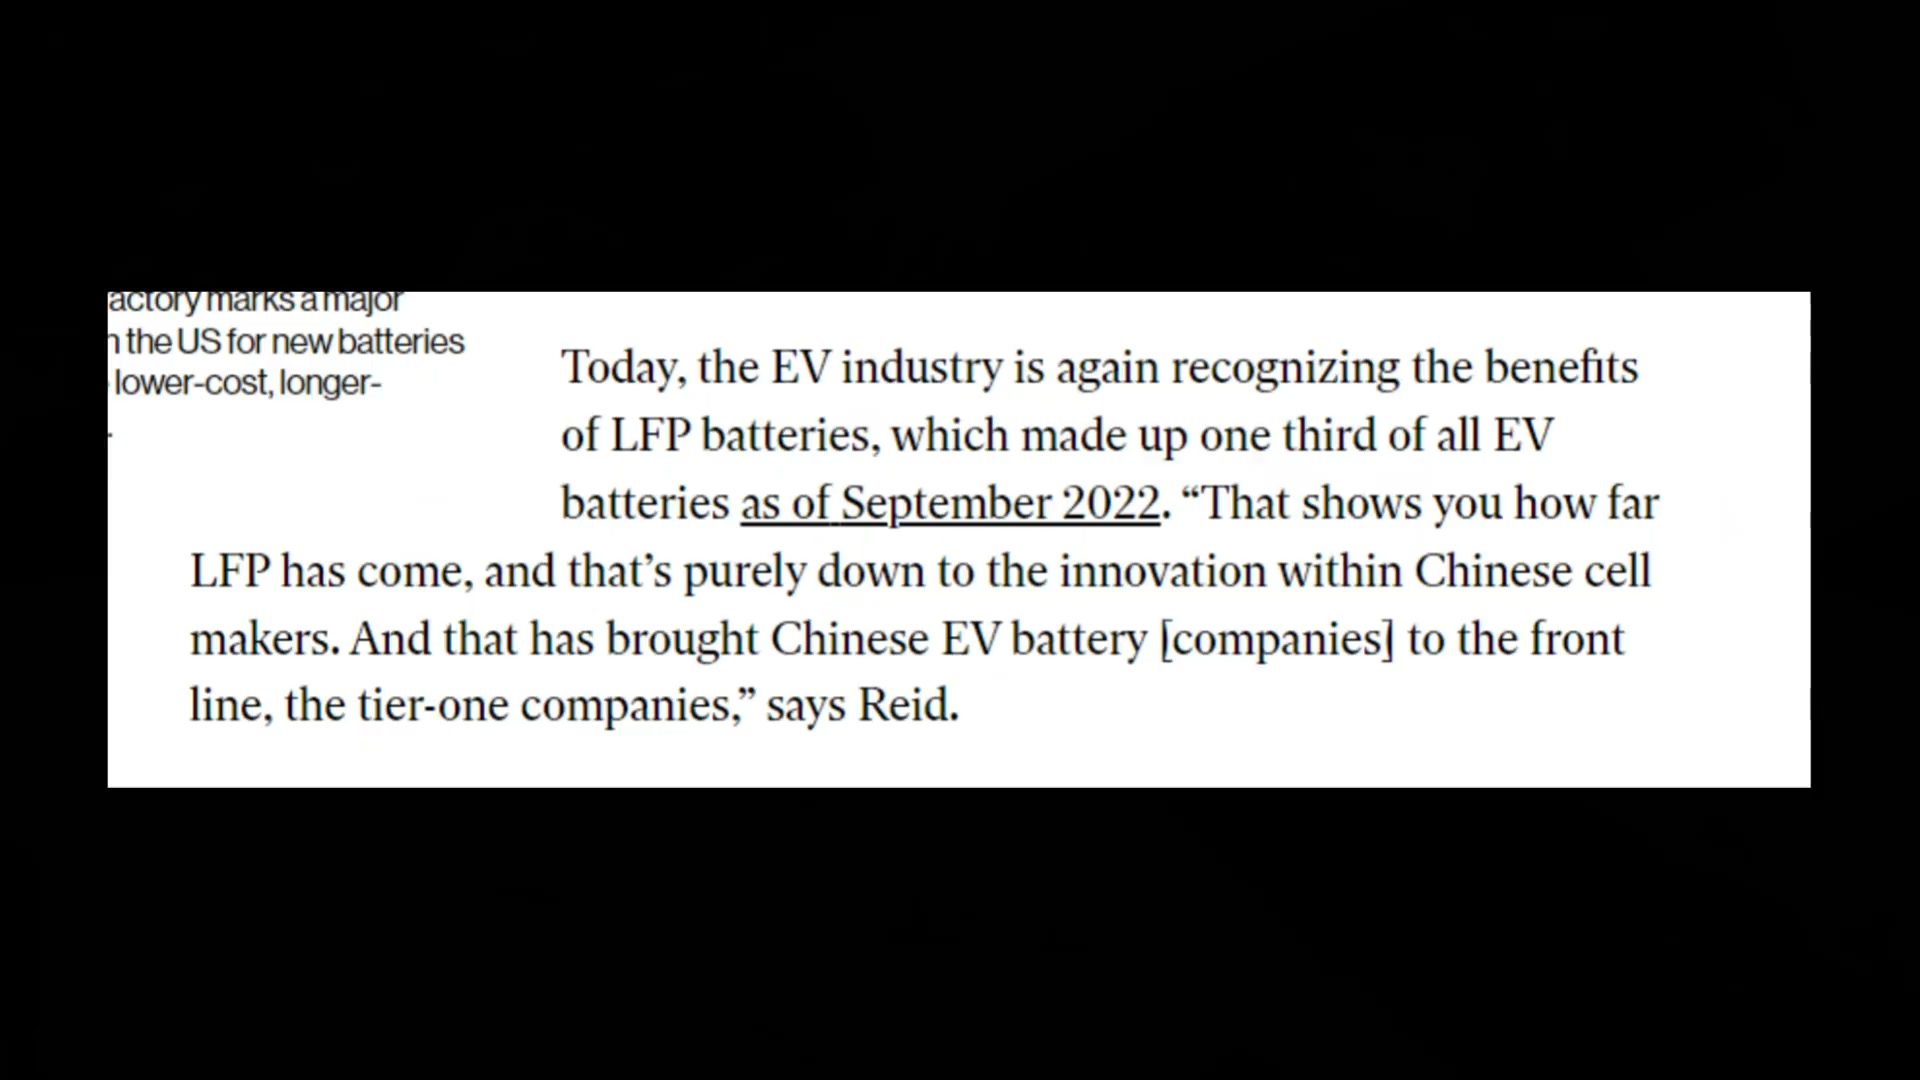 actory marks a major
n the US for new batteries
lower-cost, longer-
Today, the EV industry is again recognizing the benefits
of LFP batteries, which made up one third of all EV
batteries as of September 2022. “That shows you how far
LFP has come, and that’s purely down to the innovation within Chinese cell
makers. And that has brought Chinese EV battery [companies] to the front
line, the tier-one companies,” says Reid.